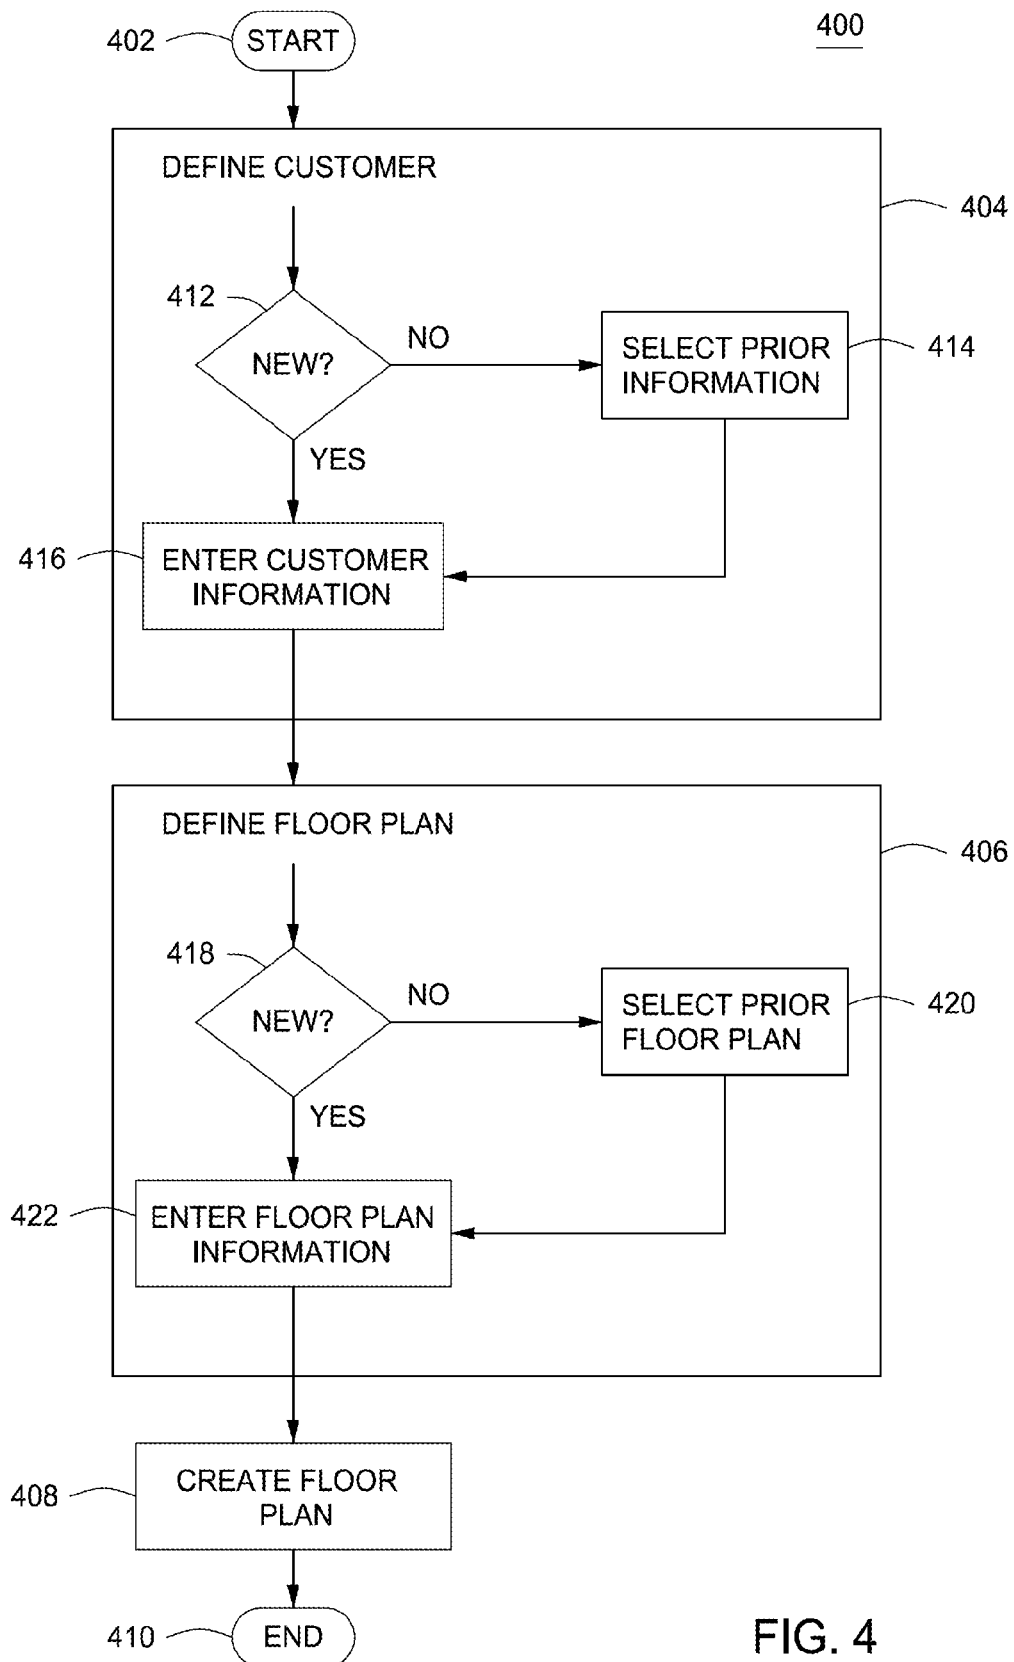 402
START
400
DEFINE CUSTOMER
404
412
NEW?
NO
SELECT PRIOR
INFORMATION
414
YES
416
ENTER CUSTOMER
INFORMATION
DEFINE FLOOR PLAN
406
418
NEW?
NO
SELECT PRIOR
FLOOR PLAN
420
YES
422
ENTER FLOOR PLAN
INFORMATION
408
CREATE FLOOR
PLAN
410
END
FIG. 4